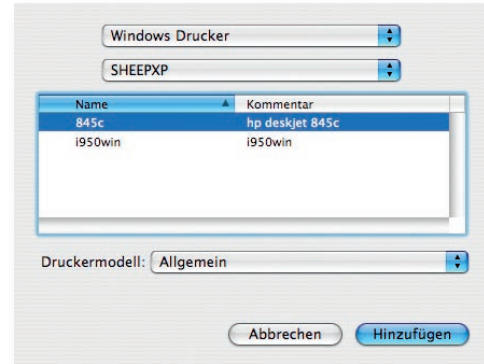 Windows Drucker
SHEEPXP
Name Kommentar
845c hp deskjet 845c
i950win i950win
Druckermodell: Allgemein
Abbrechen Hinzufügen